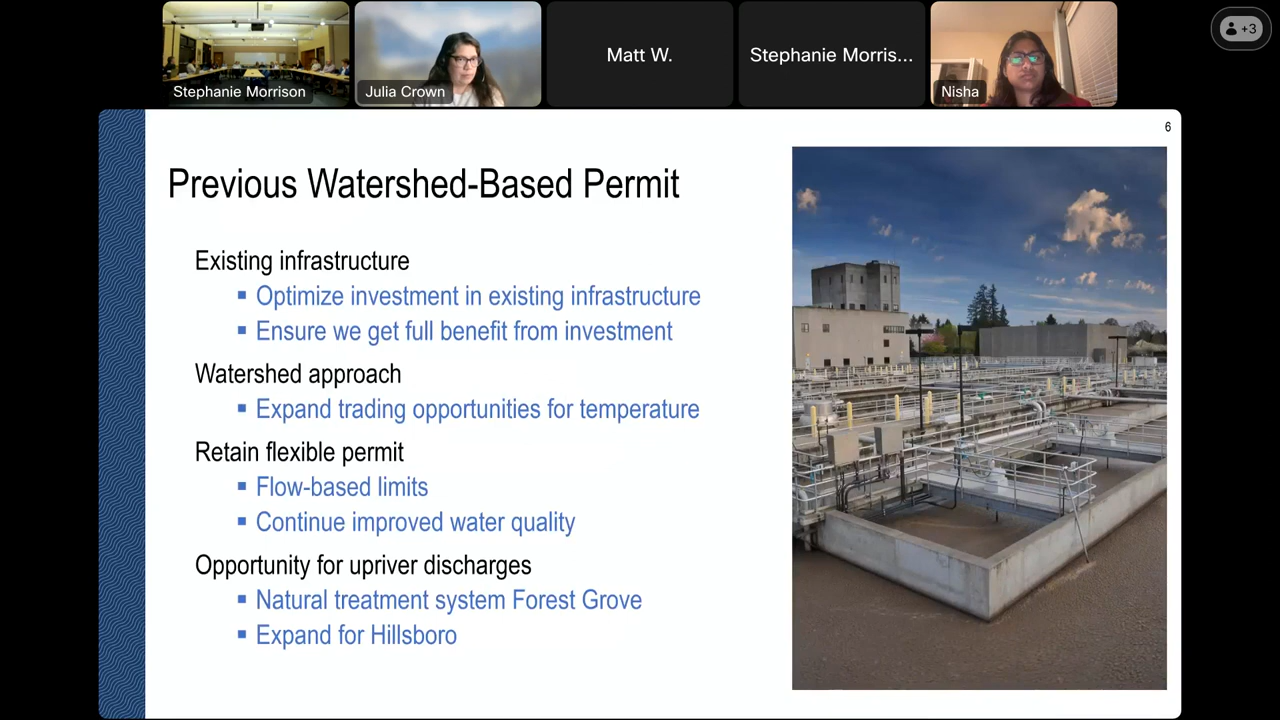 Stephanie Morrison
Julia Crown
Matt W.
Stephanie Morris...
Nisha
+3
6
Previous Watershed-Based Permit
Existing infrastructure
▪ Optimize investment in existing infrastructure
▪ Ensure we get full benefit from investment
Watershed approach
▪ Expand trading opportunities for temperature
Retain flexible permit
▪ Flow-based limits
▪ Continue improved water quality
Opportunity for upriver discharges
▪ Natural treatment system Forest Grove
▪ Expand for Hillsboro